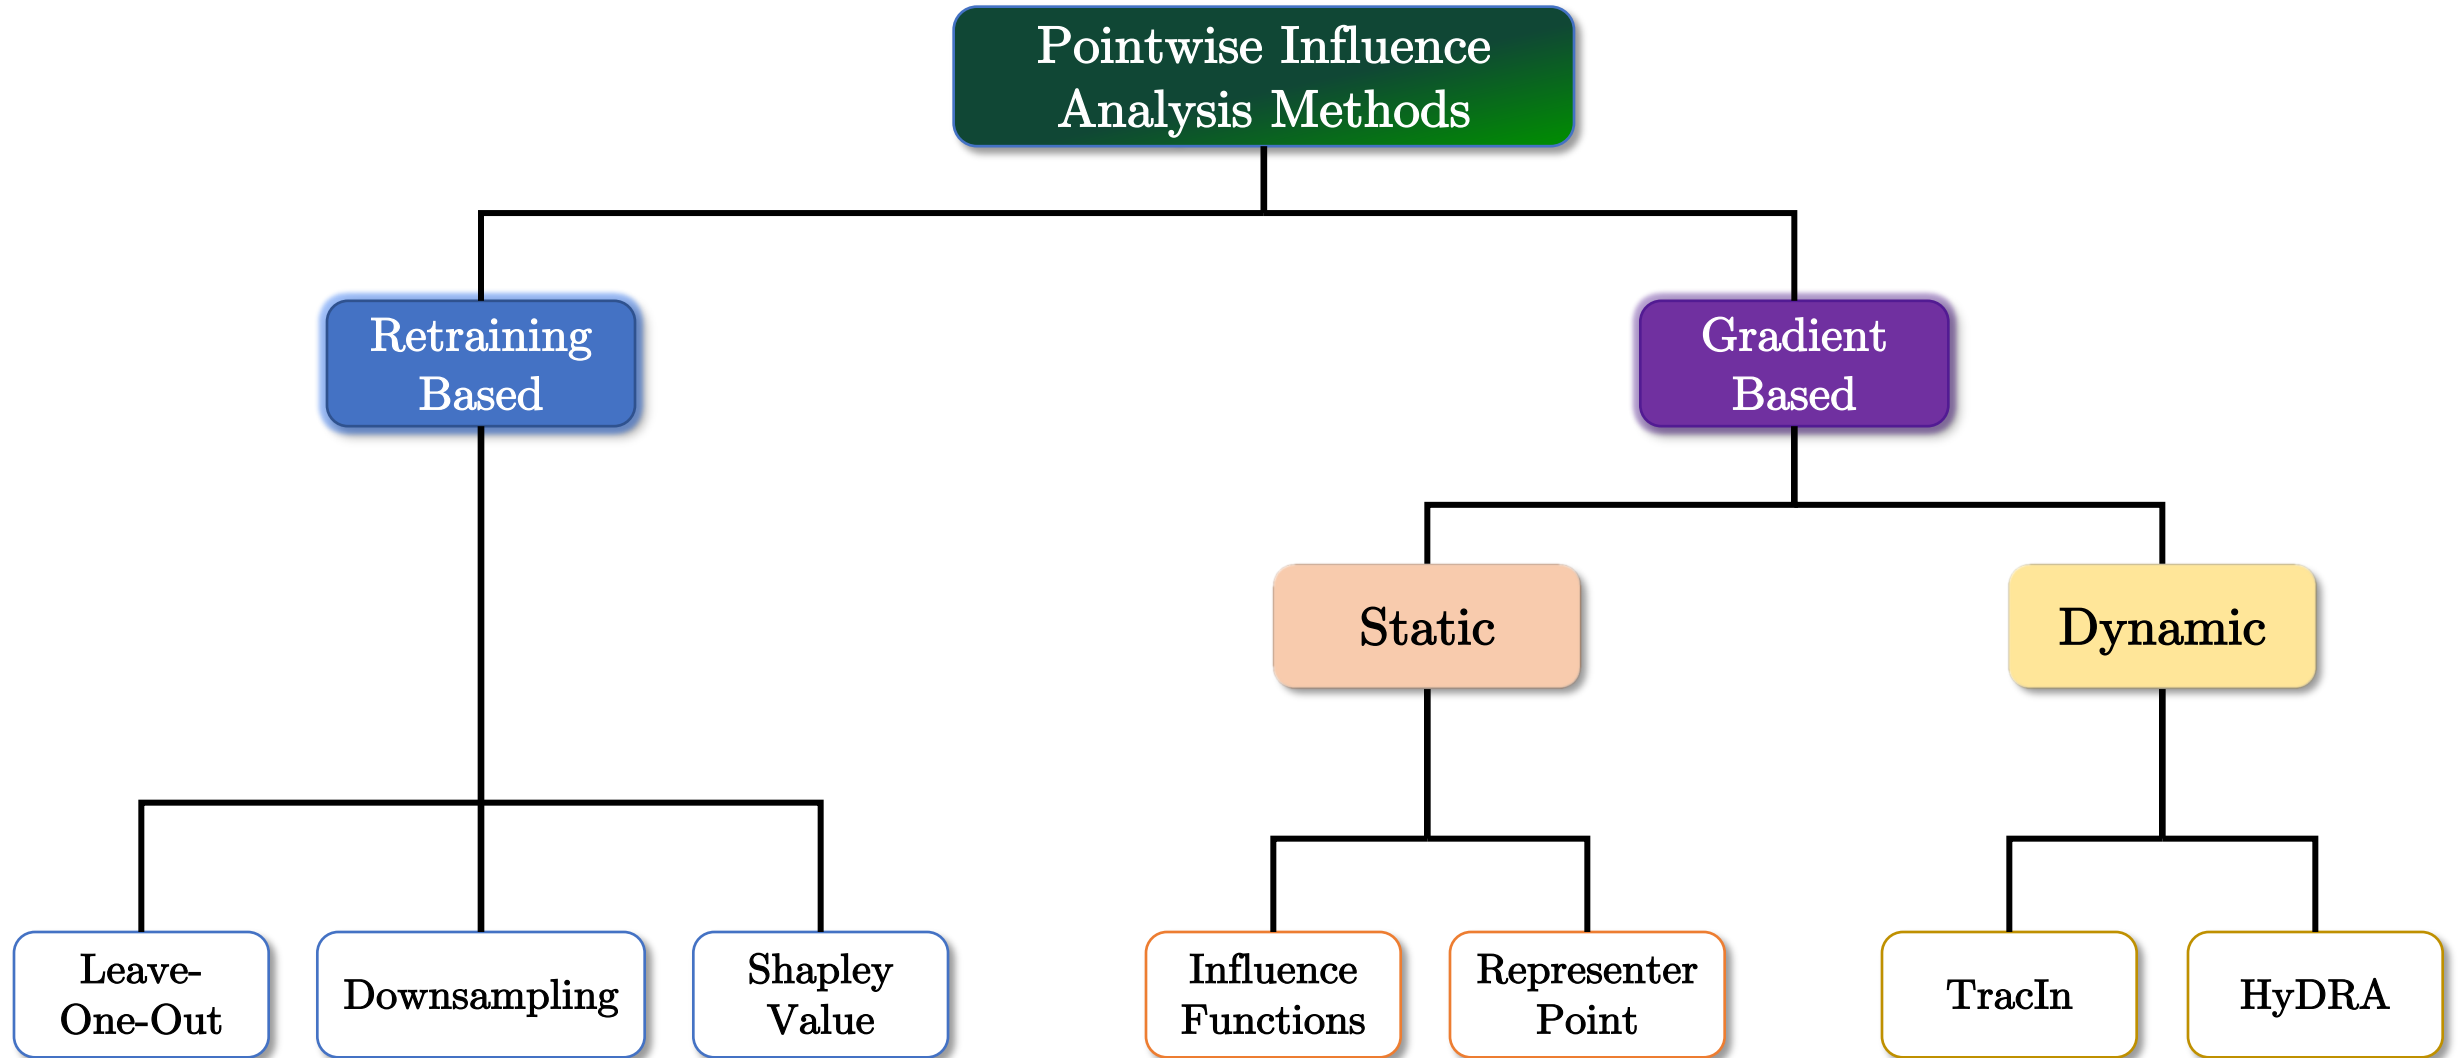 Pointwise Influence
Analysis Methods
Retraining
Based
Gradient
Based
Static
Dynamic
Leave-
One-Out
Downsampling
Shapley
Value
Influence
Functions
Representer
Point
TracIn
HyDRA